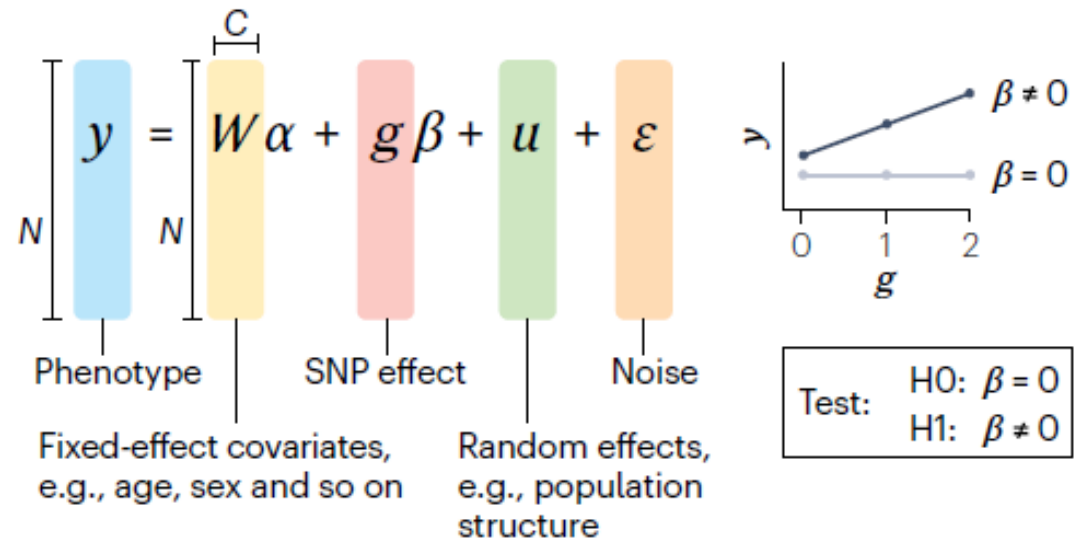 C
N
N
y = Wα + gβ + u + ε
Phenotype
SNP effect
Noise
Fixed-effect covariates,
e.g., age, sex and so on
Random effects,
e.g., population
structure
y
β ≠ 0
β = 0
0 1 2
g
Test:
H0: β = 0
H1: β ≠ 0